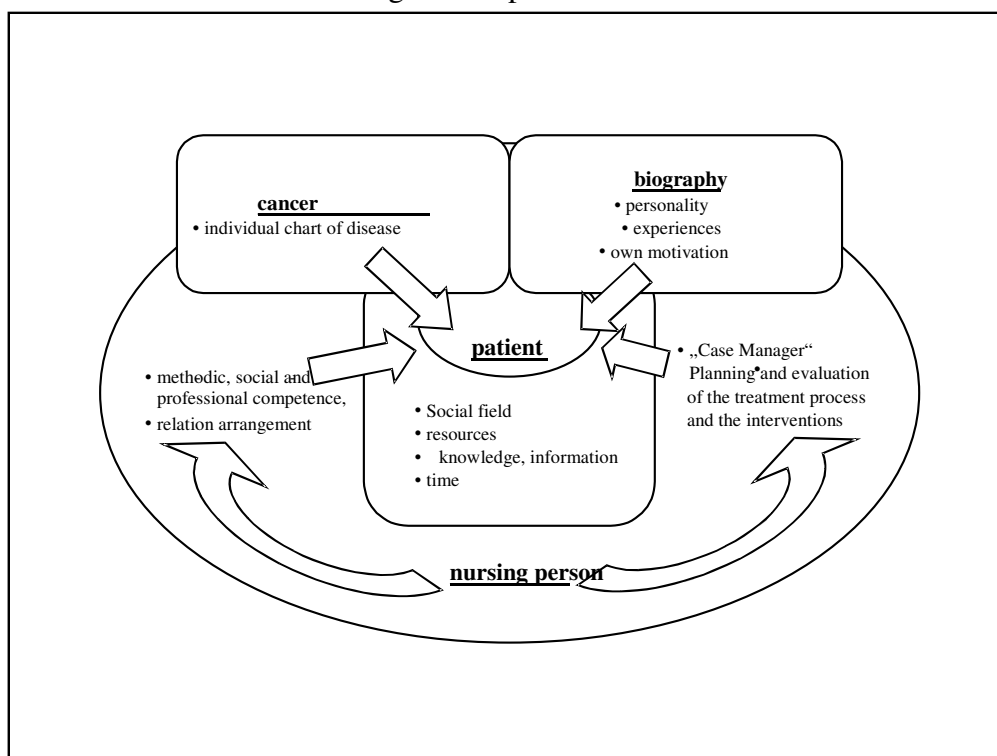 cancer
• individual chart of disease
biography
• personality
• experiences
• own motivation
patient
• methodic, social and
professional competence,
• relation arrangement
• Social field
• resources
• knowledge, information
• time
• „Case Manager“
Planning • and evaluation
of the treatment process
and the interventions
nursing person